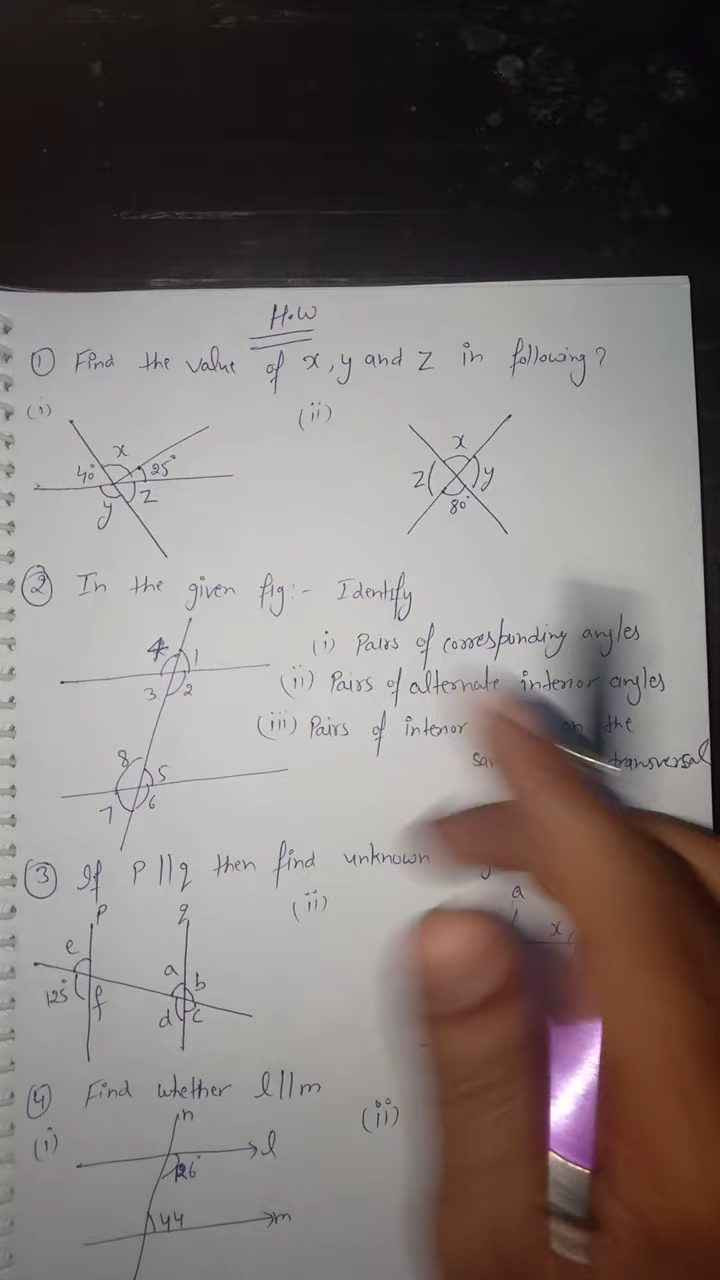 H.W
① Find the value of x, y and z in following?
(i)
(ii)
x
40°
25°
y
z
x
z
y
80°
② In the given fig:- Identify
4
1
3
2
8
5
7
6
(i) Pairs of corresponding angles
(ii) Pairs of alternate interior angles
(iii) Pairs of interior on the
transversal
③ If P||q then find unknown
(ii)
P
q
e
125°
f
a
b
d
c
a
x
④ Find whether l||m
(i)
(ii)
n
l
126°
44
m